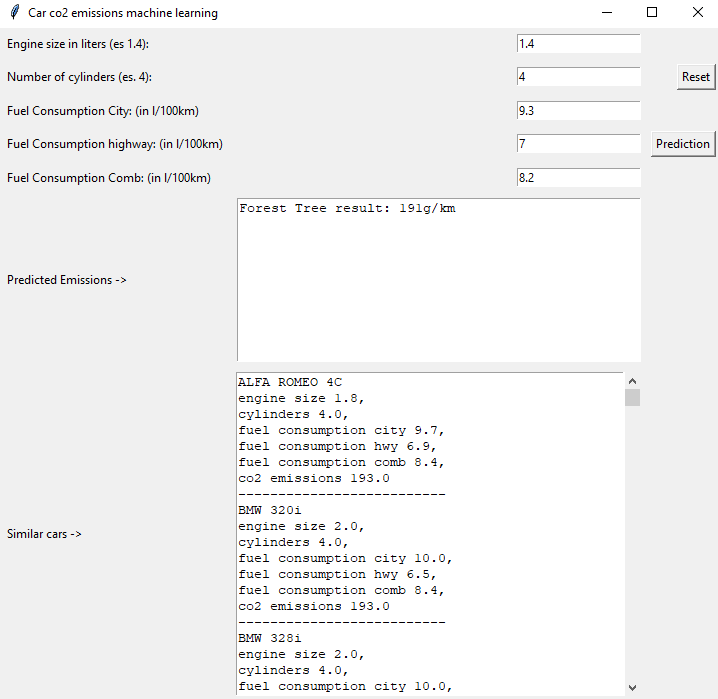 Car co2 emissions machine learning
Engine size in liters (es 1.4): 1.4
Number of cylinders (es. 4): 4 Reset
Fuel Consumption City: (in l/100km) 9.3
Fuel Consumption highway: (in l/100km) 7 Prediction
Fuel Consumption Comb: (in l/100km) 8.2
Predicted Emissions ->
Forest Tree result: 191g/km
Similar cars ->
ALFA ROMEO 4C
engine size 1.8,
cylinders 4.0,
fuel consumption city 9.7,
fuel consumption hwy 6.9,
fuel consumption comb 8.4,
co2 emissions 193.0
--------------------------
BMW 320i
engine size 2.0,
cylinders 4.0,
fuel consumption city 10.0,
fuel consumption hwy 6.5,
fuel consumption comb 8.4,
co2 emissions 193.0
--------------------------
BMW 328i
engine size 2.0,
cylinders 4.0,
fuel consumption city 10.0,